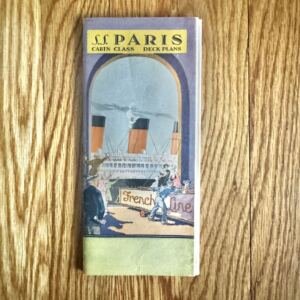 S.S. PARIS
CABIN CLASS DECK PLANS
French Line